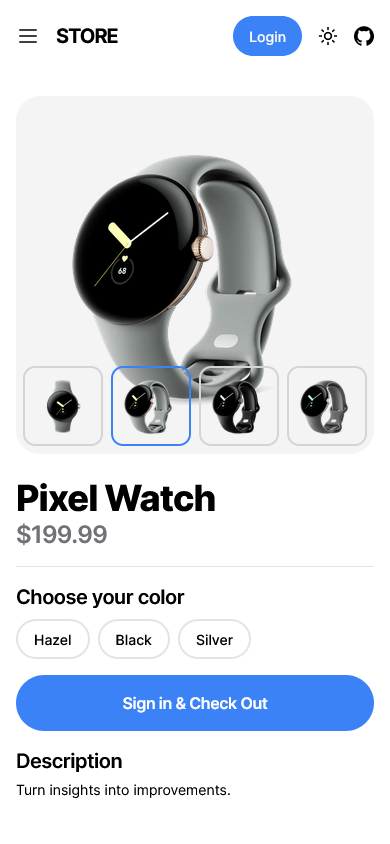 STORE
Login
68
Pixel Watch
$199.99
Choose your color
Hazel
Black
Silver
Sign in & Check Out
Description
Turn insights into improvements.